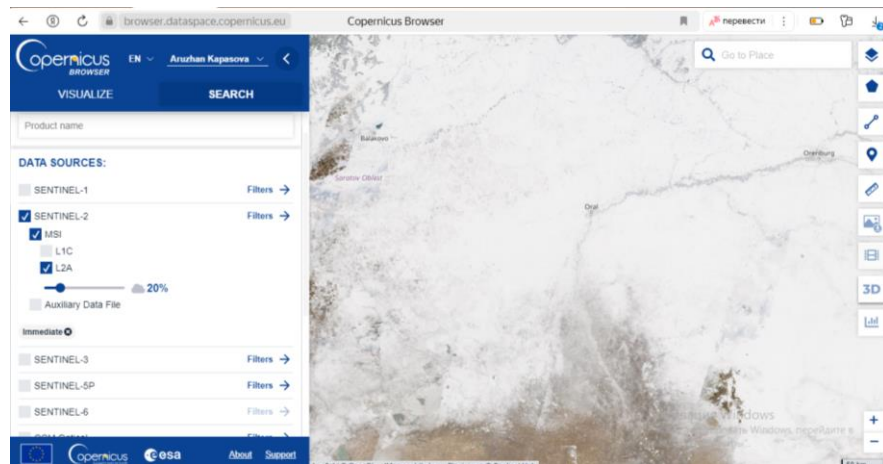 browser.dataspace.copernicus.eu
Copernicus Browser
перевести
Copernicus
BROWSER
EN
Aruzhan Kapasova
VISUALIZE
SEARCH
Go to Place
Product name
DATA SOURCES:
SENTINEL-1
Filters →
SENTINEL-2
Filters →
MSI
L1C
L2A
20%
Auxiliary Data File
Immediate
SENTINEL-3
Filters →
SENTINEL-5P
Filters →
SENTINEL-6
Filters →
Copernicus
esa
About
Support
Balakovo
Saratov Oblast
Oral
Orenburg
3D